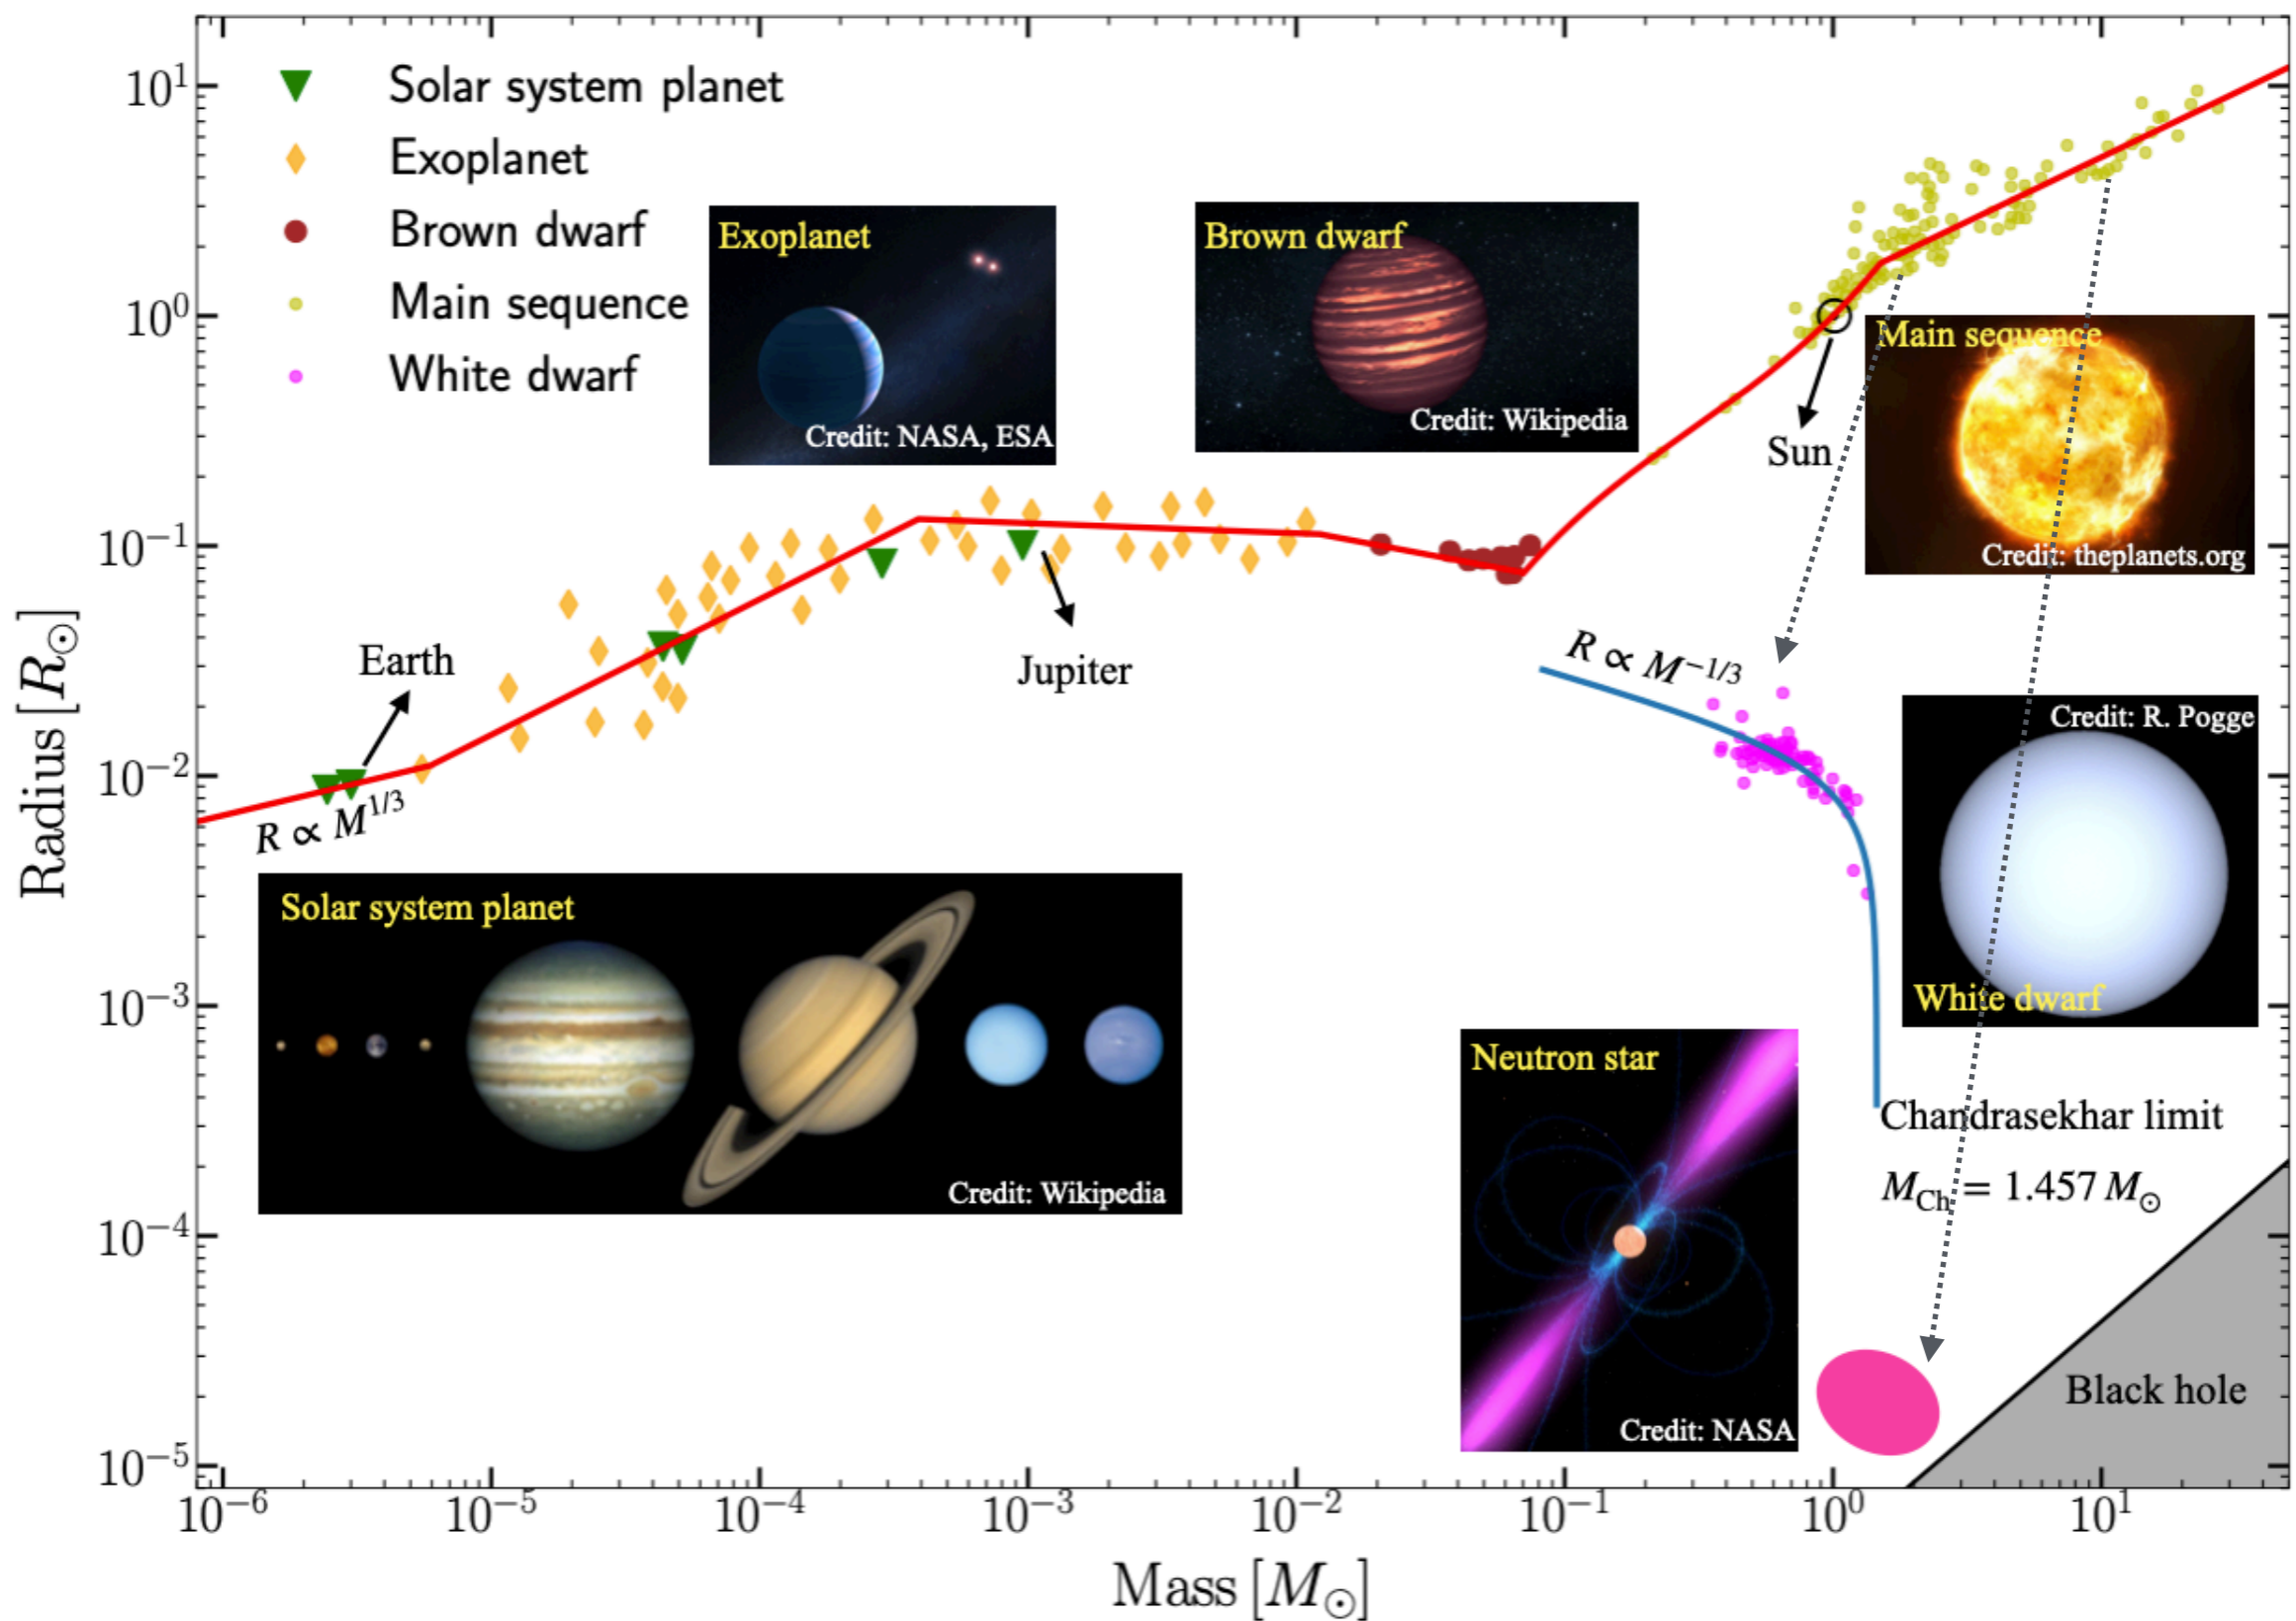 Solar system planet
Exoplanet
Brown dwarf
Main sequence
White dwarf
Exoplanet
Credit: NASA, ESA
Brown dwarf
Credit: Wikipedia
Main sequence
Credit: theplanets.org
Sun
Earth
Jupiter
R ∝ M^{1/3}
R ∝ M^{−1/3}
Solar system planet
Credit: Wikipedia
Credit: R. Pogge
White dwarf
Neutron star
Credit: NASA
Chandrasekhar limit
M_{Ch} = 1.457 M_⊙
Black hole
Radius [R_⊙]
10^1
10^0
10^{−1}
10^{−2}
10^{−3}
10^{−4}
10^{−5}
10^{−6} 10^{−5} 10^{−4} 10^{−3} 10^{−2} 10^{−1} 10^0 10^1
Mass [M_⊙]